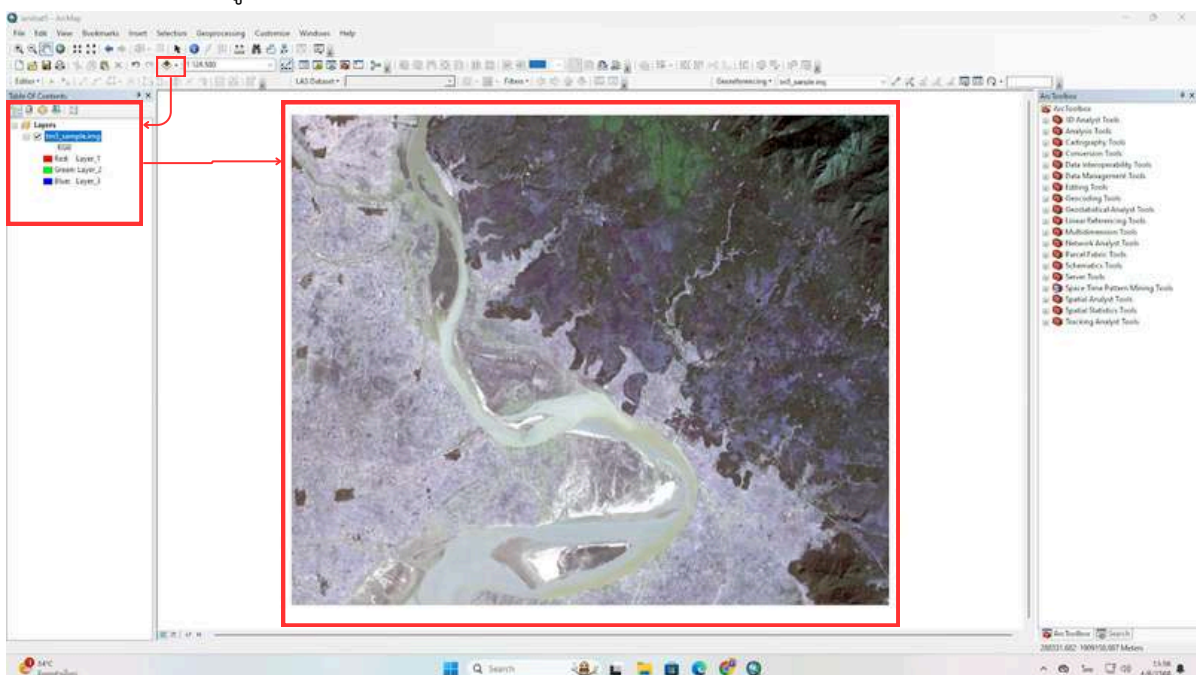 ArcMap
File Edit View Bookmarks Insert Selection Geoprocessing Customize Windows Help
Editor
LAS Dataset
Filters
Georeferencing
tm5_sample.img
Table Of Contents
Layers
tm5_sample.img
RGB
Red: Layer_1
Green: Layer_2
Blue: Layer_3
ArcToolbox
ArcToolbox
3D Analyst Tools
Analysis Tools
Cartography Tools
Conversion Tools
Data Interoperability Tools
Data Management Tools
Editing Tools
Geocoding Tools
Geostatistical Analyst Tools
Linear Referencing Tools
Multidimension Tools
Network Analyst Tools
Parcel Fabric Tools
Schematics Tools
Server Tools
Space Time Pattern Mining Tools
Spatial Analyst Tools
Spatial Statistics Tools
Tracking Analyst Tools
ArcToolbox Search
Meters
Search